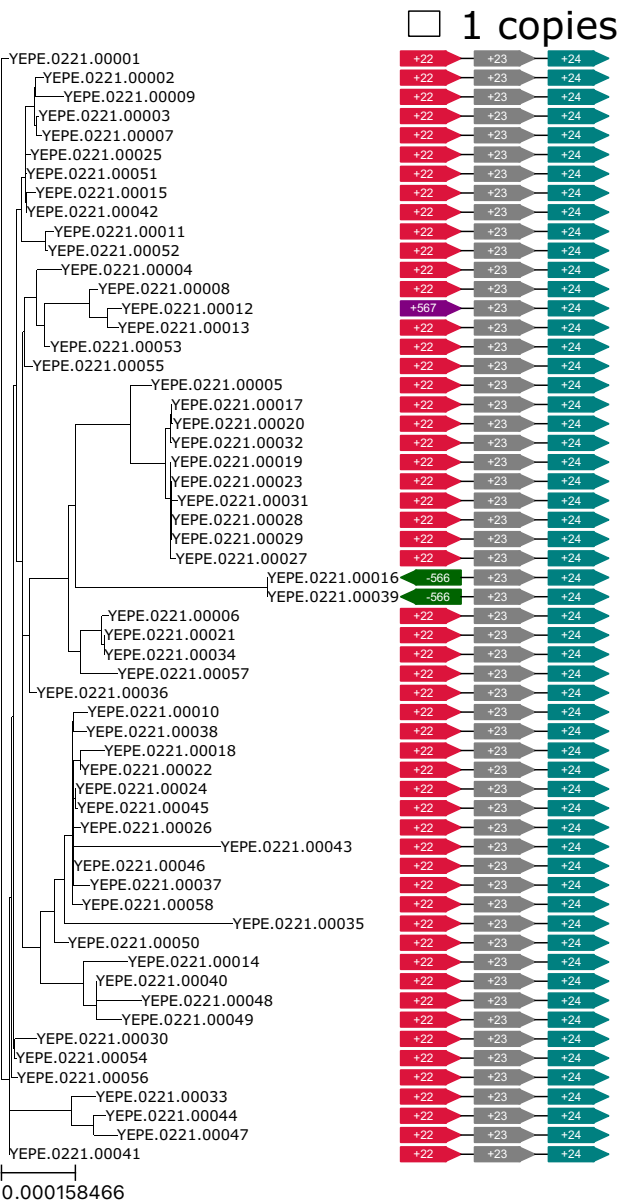 1 copies
YEPE.0221.00001 +22 +23 +24
YEPE.0221.00002 +22 +23 +24
YEPE.0221.00009 +22 +23 +24
YEPE.0221.00003 +22 +23 +24
YEPE.0221.00007 +22 +23 +24
YEPE.0221.00025 +22 +23 +24
YEPE.0221.00051 +22 +23 +24
YEPE.0221.00015 +22 +23 +24
YEPE.0221.00042 +22 +23 +24
YEPE.0221.00011 +22 +23 +24
YEPE.0221.00052 +22 +23 +24
YEPE.0221.00004 +22 +23 +24
YEPE.0221.00008 +22 +23 +24
YEPE.0221.00012 +567 +23 +24
YEPE.0221.00013 +22 +23 +24
YEPE.0221.00053 +22 +23 +24
YEPE.0221.00055 +22 +23 +24
YEPE.0221.00005 +22 +23 +24
YEPE.0221.00017 +22 +23 +24
YEPE.0221.00020 +22 +23 +24
YEPE.0221.00032 +22 +23 +24
YEPE.0221.00019 +22 +23 +24
YEPE.0221.00023 +22 +23 +24
YEPE.0221.00031 +22 +23 +24
YEPE.0221.00028 +22 +23 +24
YEPE.0221.00029 +22 +23 +24
YEPE.0221.00027 +22 +23 +24
YEPE.0221.00016 -566 +23 +24
YEPE.0221.00039 -566 +23 +24
YEPE.0221.00006 +22 +23 +24
YEPE.0221.00021 +22 +23 +24
YEPE.0221.00034 +22 +23 +24
YEPE.0221.00057 +22 +23 +24
YEPE.0221.00036 +22 +23 +24
YEPE.0221.00010 +22 +23 +24
YEPE.0221.00038 +22 +23 +24
YEPE.0221.00018 +22 +23 +24
YEPE.0221.00022 +22 +23 +24
YEPE.0221.00024 +22 +23 +24
YEPE.0221.00045 +22 +23 +24
YEPE.0221.00026 +22 +23 +24
YEPE.0221.00043 +22 +23 +24
YEPE.0221.00046 +22 +23 +24
YEPE.0221.00037 +22 +23 +24
YEPE.0221.00058 +22 +23 +24
YEPE.0221.00035 +22 +23 +24
YEPE.0221.00050 +22 +23 +24
YEPE.0221.00014 +22 +23 +24
YEPE.0221.00040 +22 +23 +24
YEPE.0221.00048 +22 +23 +24
YEPE.0221.00049 +22 +23 +24
YEPE.0221.00030 +22 +23 +24
YEPE.0221.00054 +22 +23 +24
YEPE.0221.00056 +22 +23 +24
YEPE.0221.00033 +22 +23 +24
YEPE.0221.00044 +22 +23 +24
YEPE.0221.00047 +22 +23 +24
YEPE.0221.00041 +22 +23 +24
0.000158466